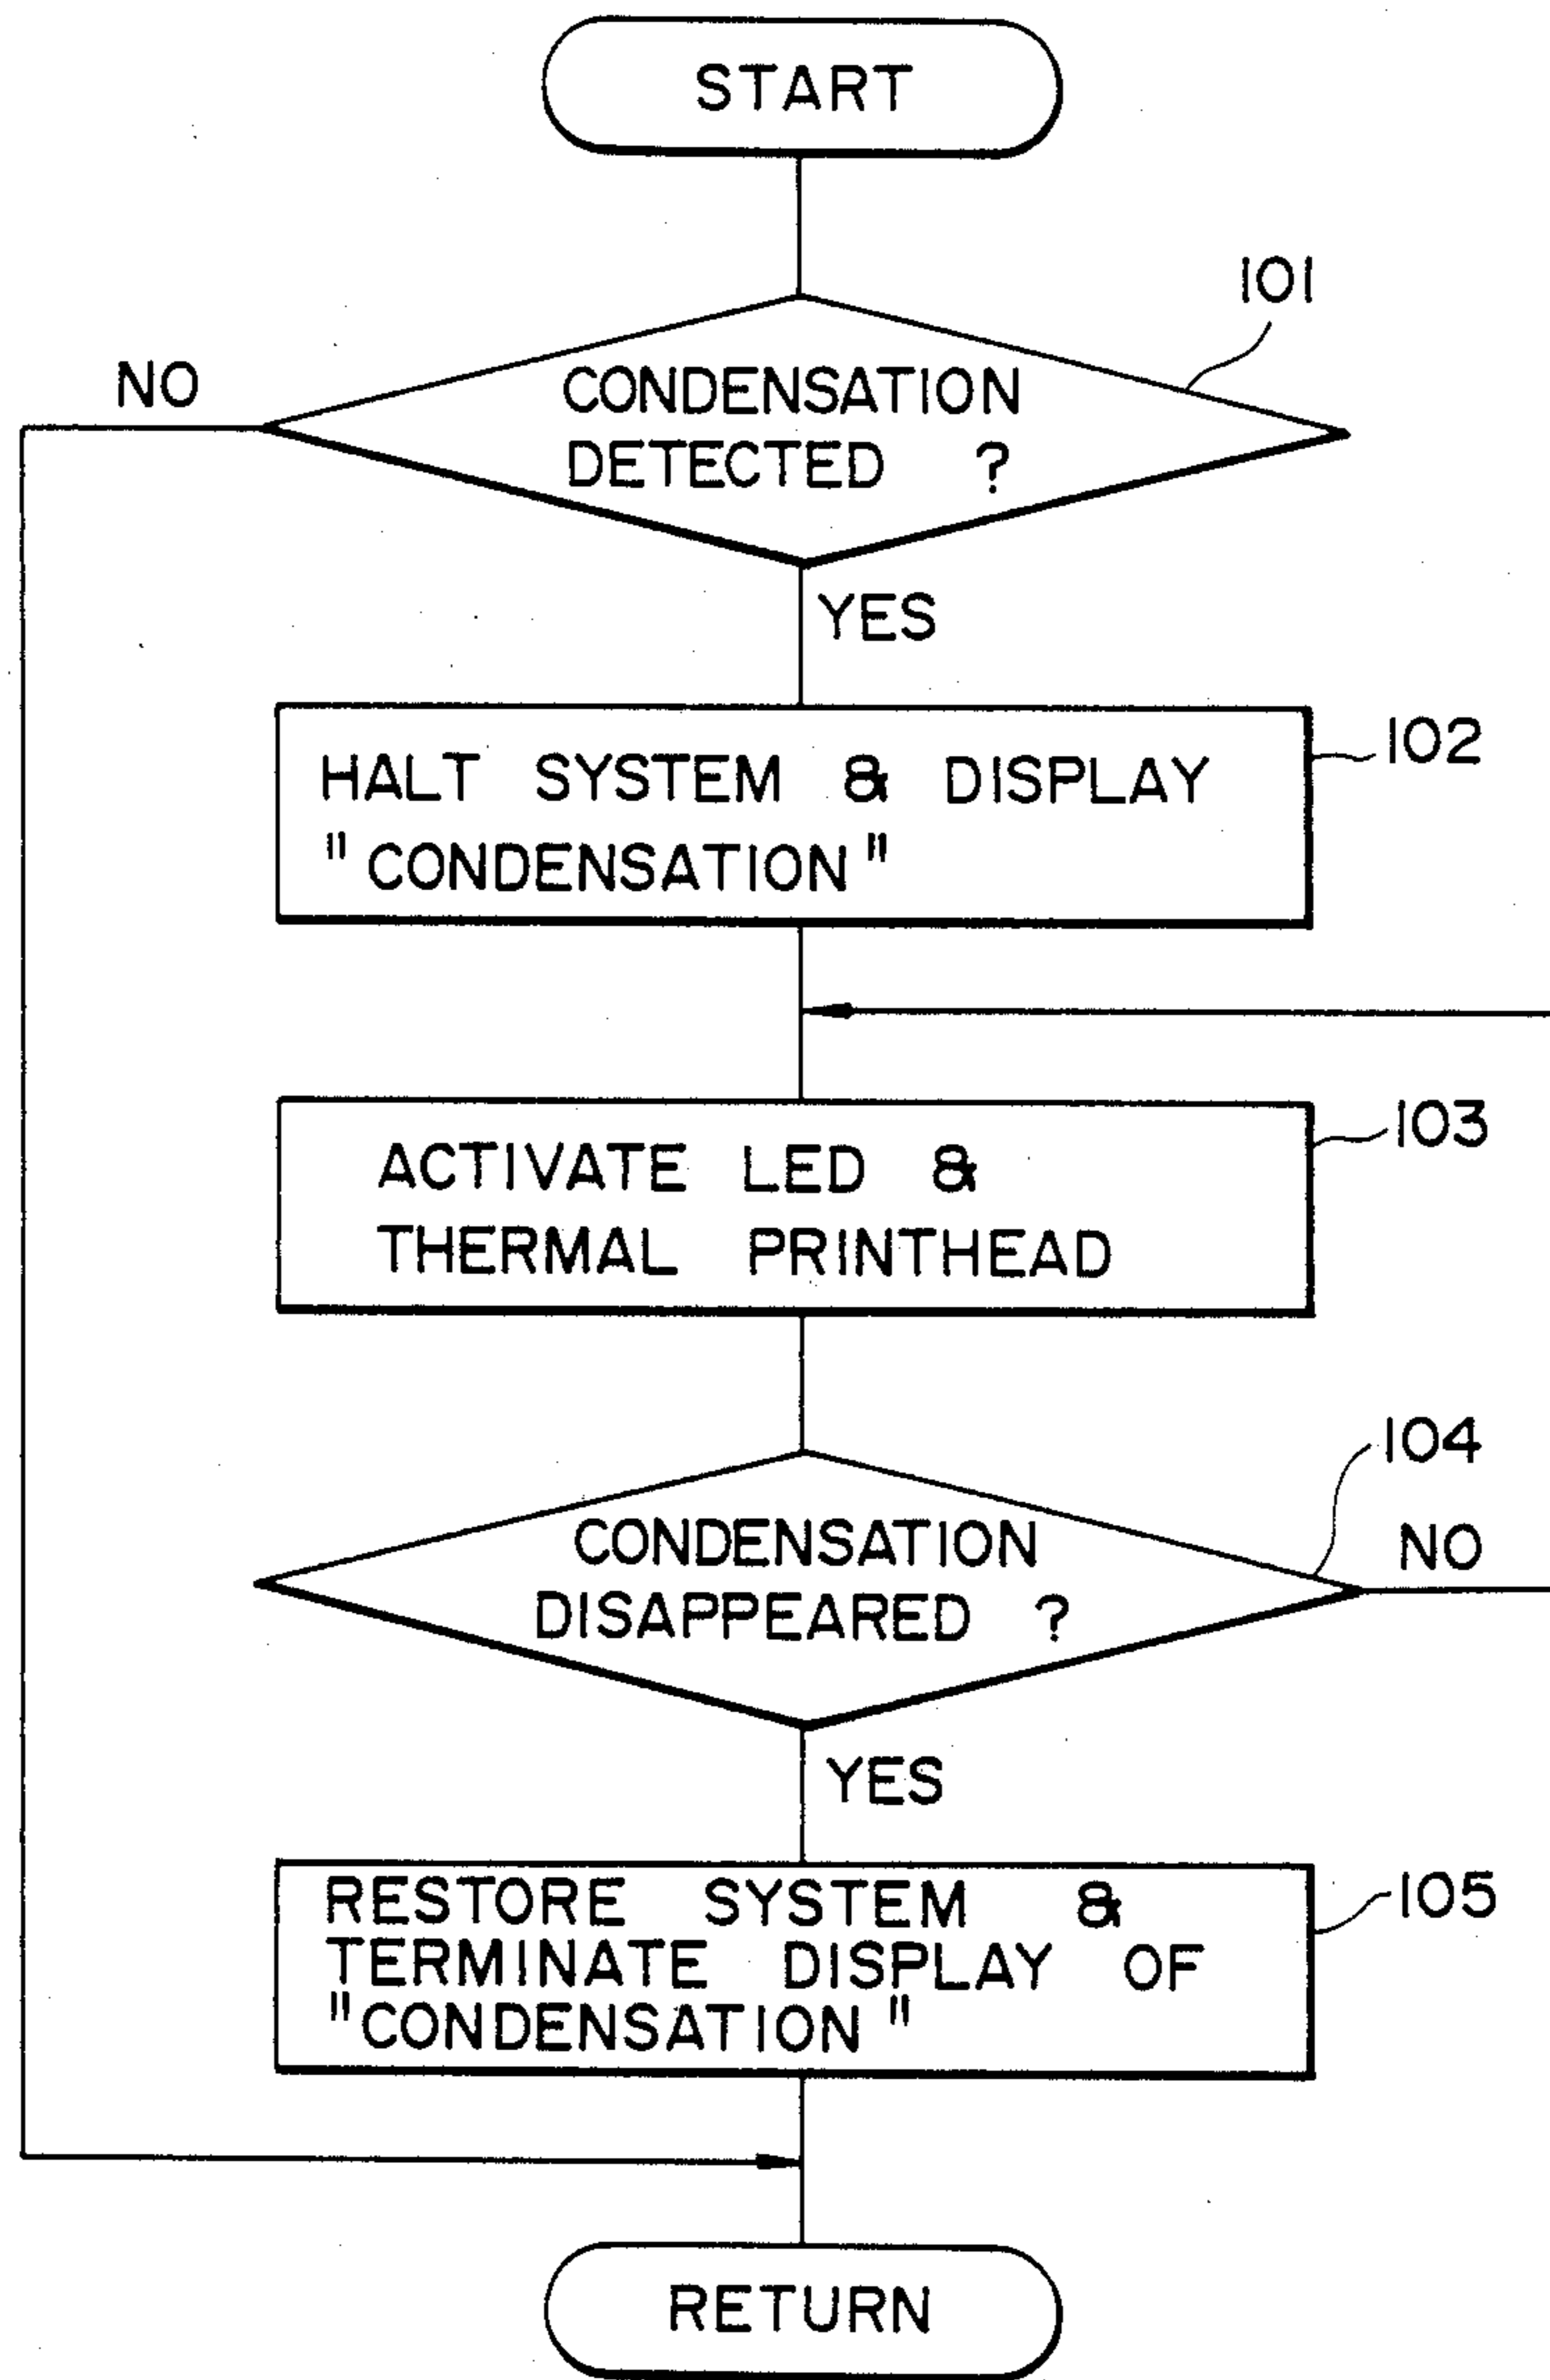 START
101
NO
CONDENSATION
DETECTED ?
YES
102
HALT SYSTEM & DISPLAY
"CONDENSATION"
103
ACTIVATE LED &
THERMAL PRINTHEAD
104
CONDENSATION
DISAPPEARED ?
NO
YES
105
RESTORE SYSTEM &
TERMINATE DISPLAY OF
"CONDENSATION"
RETURN